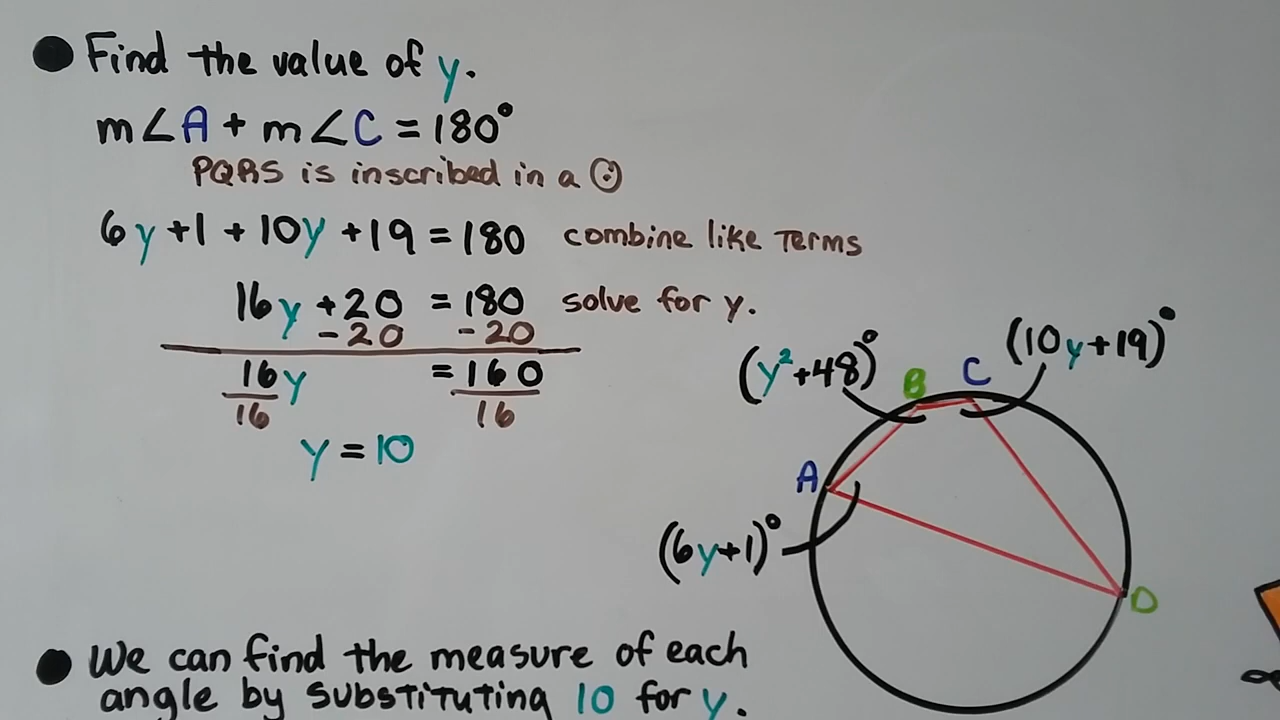 ● Find the value of y.
m∠A + m∠C = 180°
PQRS is inscribed in a ⊙
6y +1 + 10y +19 = 180 combine like Terms
16y +20 = 180 solve for y.
-20 -20
16y = 160
16 16
y = 10
(y²+48)°
B
C
(10y+19)°
A
(6y+1)°
D
● We can find the measure of each
angle by substituting 10 for y.